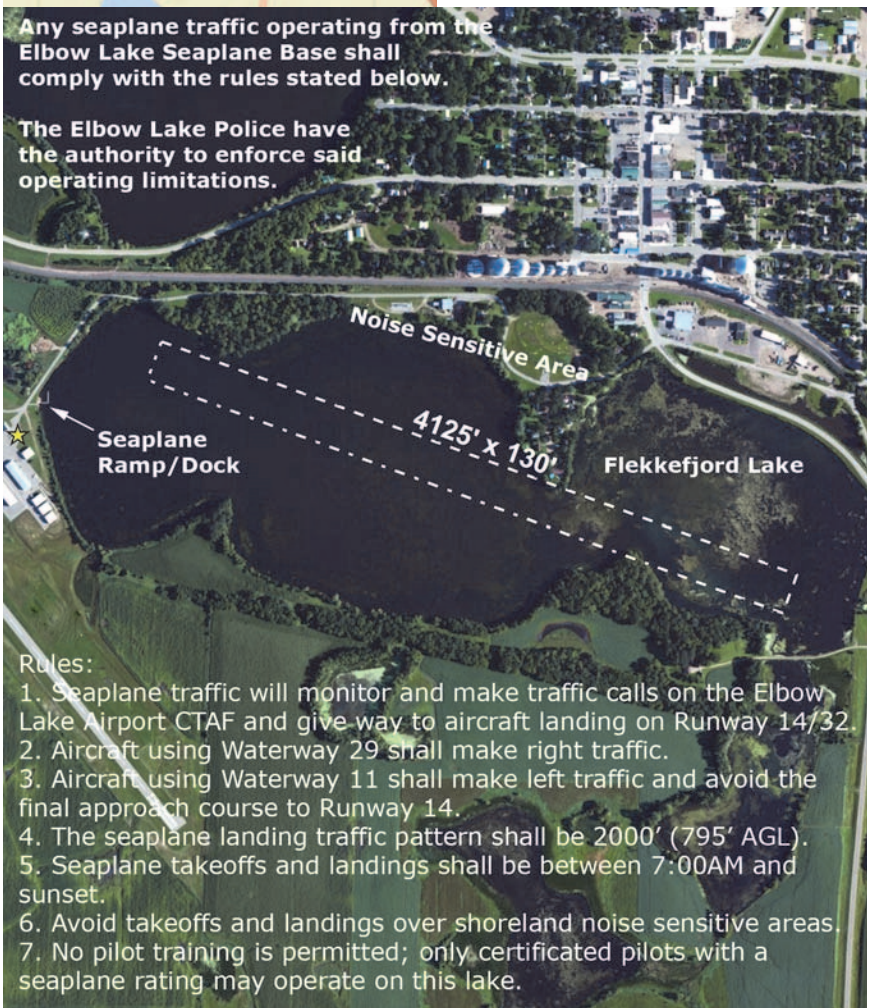 Any seaplane traffic operating from the
Elbow Lake Seaplane Base shall
comply with the rules stated below.
The Elbow Lake Police have
the authority to enforce said
operating limitations.
Noise Sensitive Area
4125' x 130'
Seaplane
Ramp/Dock
Flekkefjord Lake
Rules:
1. Seaplane traffic will monitor and make traffic calls on the Elbow
Lake Airport CTAF and give way to aircraft landing on Runway 14/32.
2. Aircraft using Waterway 29 shall make right traffic.
3. Aircraft using Waterway 11 shall make left traffic and avoid the
final approach course to Runway 14.
4. The seaplane landing traffic pattern shall be 2000’ (795’ AGL).
5. Seaplane takeoffs and landings shall be between 7:00AM and
sunset.
6. Avoid takeoffs and landings over shoreland noise sensitive areas.
7. No pilot training is permitted; only certificated pilots with a
seaplane rating may operate on this lake.